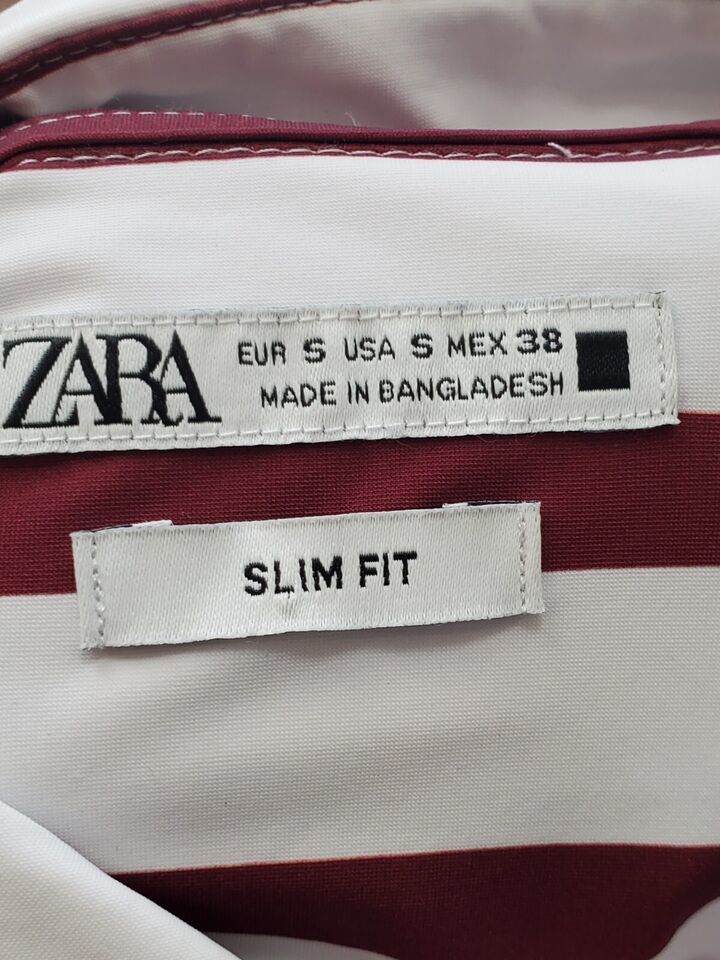 ZARA
EUR S USA S MEX 38
MADE IN BANGLADESH
SLIM FIT